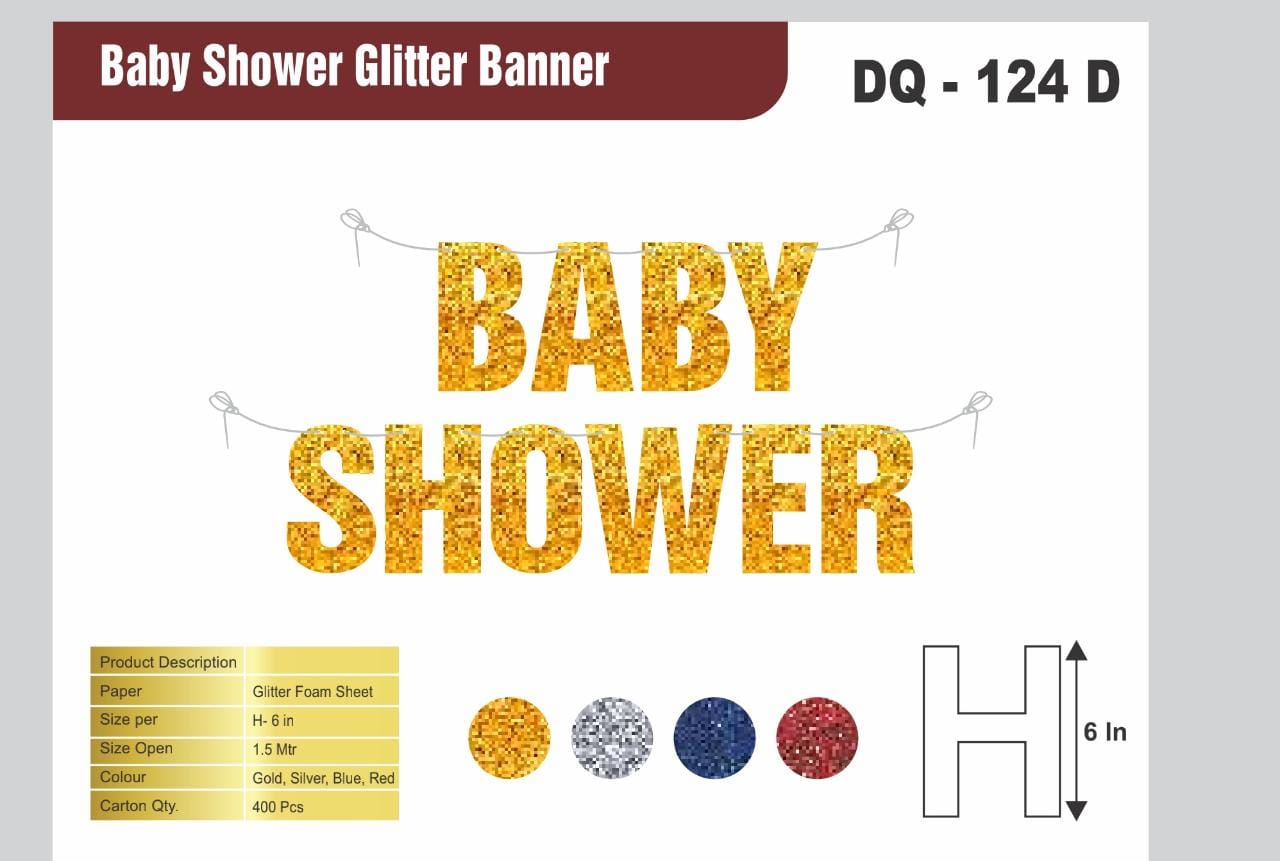 Baby Shower Glitter Banner
DQ - 124 D
BABY
SHOWER
Product Description
Paper Glitter Foam Sheet
Size per H- 6 in
Size Open 1.5 Mtr
Colour Gold, Silver, Blue, Red
Carton Qty. 400 Pcs
H
6 In